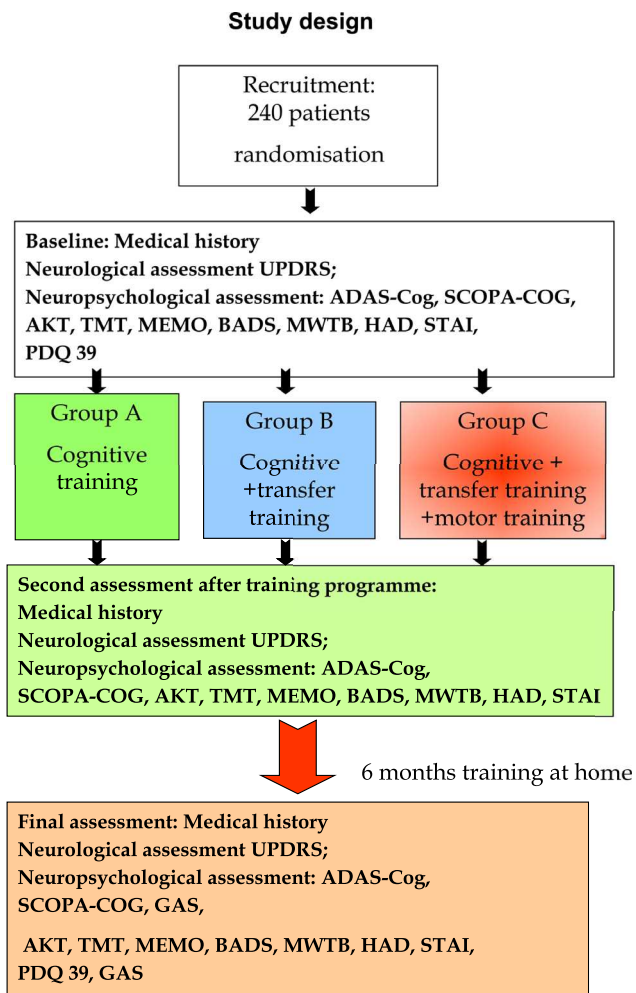 Study design
Recruitment:
240 patients
randomisation
Baseline: Medical history
Neurological assessment UPDRS;
Neuropsychological assessment: ADAS-Cog, SCOPA-COG,
AKT, TMT, MEMO, BADS, MWTB, HAD, STAI,
PDQ 39
Group A
Cognitive
training
Group B
Cognitive
+transfer
training
Group C
Cognitive +
transfer training
+motor training
Second assessment after training programme:
Medical history
Neurological assessment UPDRS;
Neuropsychological assessment: ADAS-Cog,
SCOPA-COG, AKT, TMT, MEMO, BADS, MWTB, HAD, STAI
6 months training at home
Final assessment: Medical history
Neurological assessment UPDRS;
Neuropsychological assessment: ADAS-Cog,
SCOPA-COG, GAS,
AKT, TMT, MEMO, BADS, MWTB, HAD, STAI,
PDQ 39, GAS